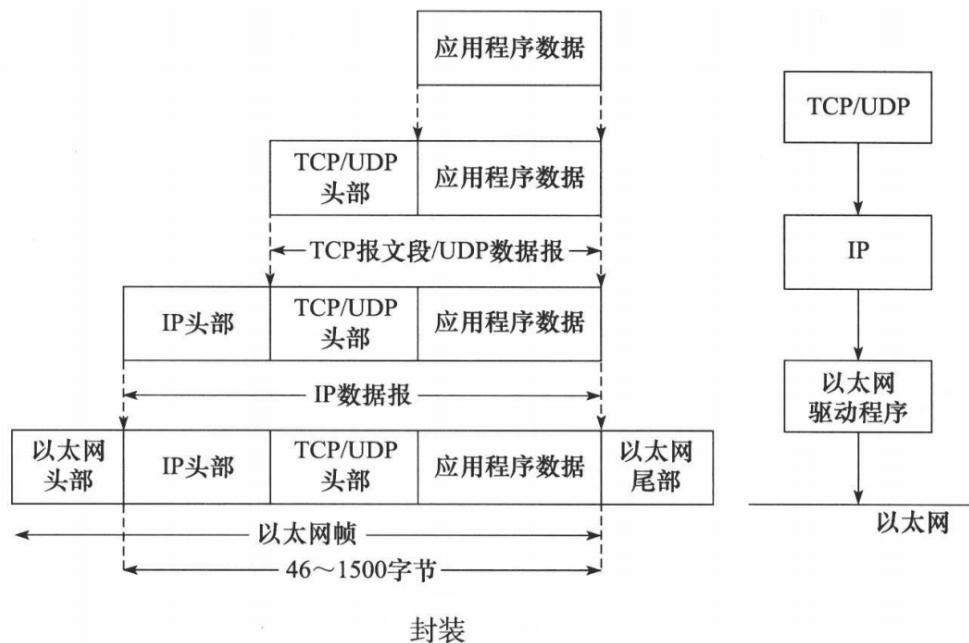 应用程序数据
TCP/UDP
头部
应用程序数据
TCP报文段/UDP数据报
IP头部
TCP/UDP
头部
应用程序数据
IP数据报
以太网
头部
IP头部
TCP/UDP
头部
应用程序数据
以太网
尾部
以太网帧
46～1500字节
TCP/UDP
IP
以太网
驱动程序
以太网
封装